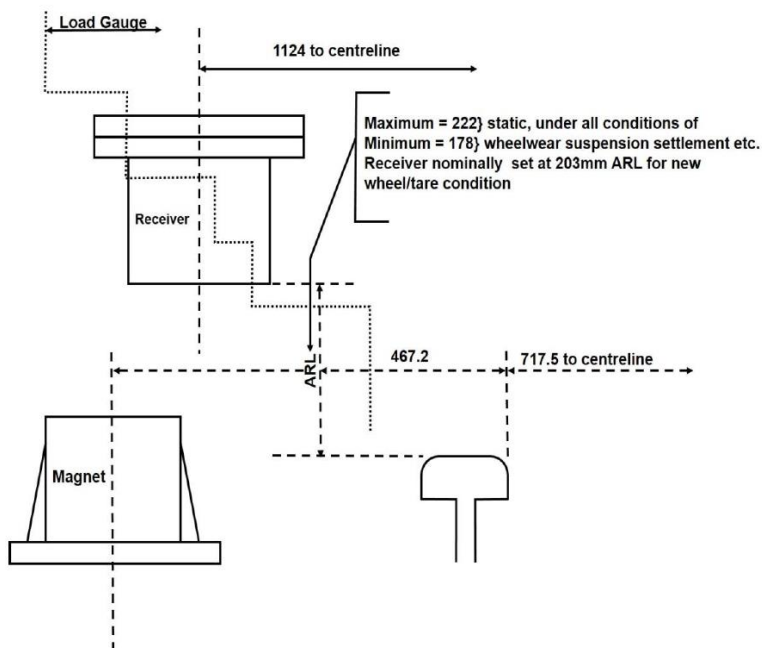 Load Gauge
1124 to centreline
Maximum = 222} static, under all conditions of
Minimum = 178} wheelwear suspension settlement etc.
Receiver nominally set at 203mm ARL for new
wheel/tare condition
Receiver
ARL
467.2
717.5 to centreline
Magnet